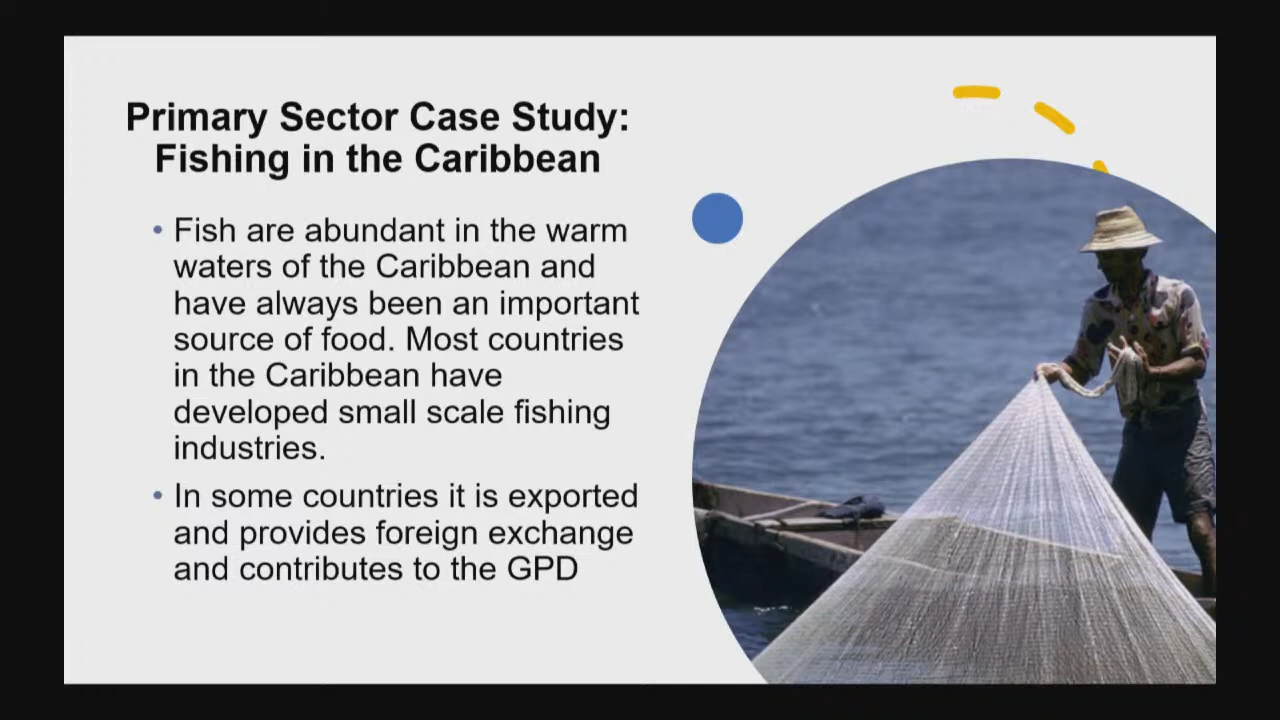 Primary Sector Case Study:
Fishing in the Caribbean
• Fish are abundant in the warm
waters of the Caribbean and
have always been an important
source of food. Most countries
in the Caribbean have
developed small scale fishing
industries.
• In some countries it is exported
and provides foreign exchange
and contributes to the GPD